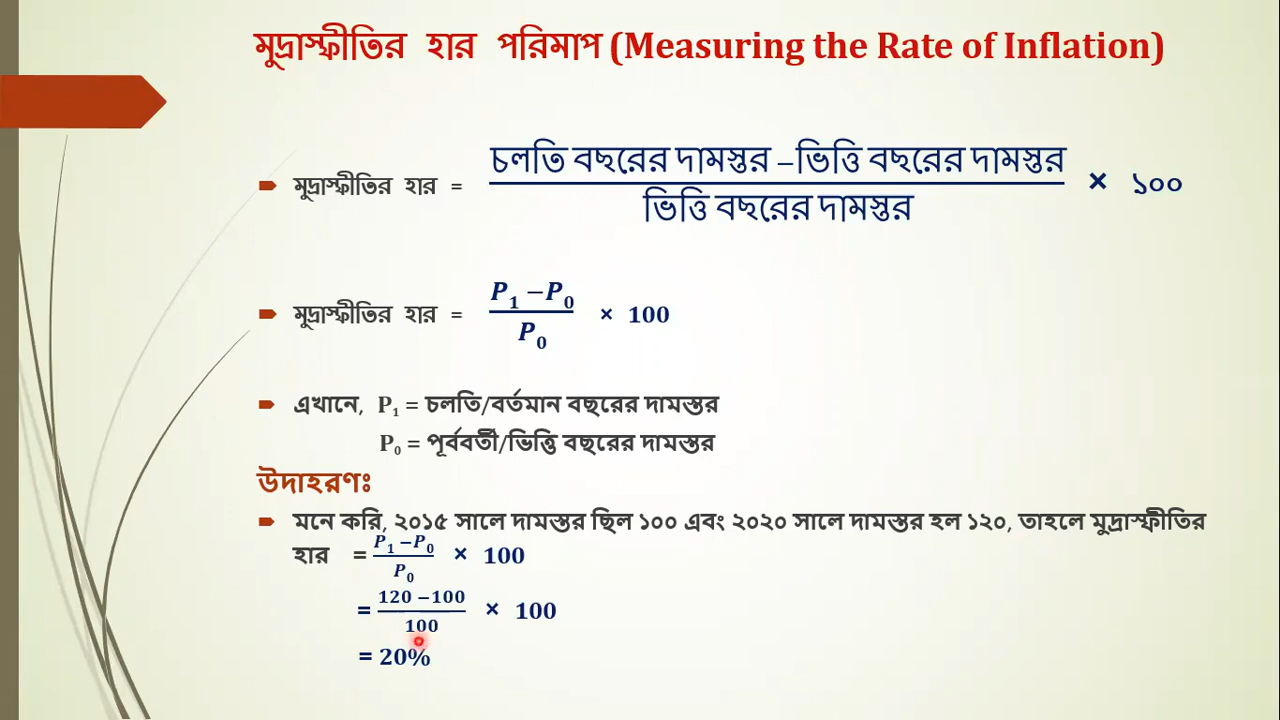 মুদ্রাস্ফীতির হার পরিমাপ (Measuring the Rate of Inflation)
মুদ্রাস্ফীতির হার = চলতি বছরের দামস্তর –ভিত্তি বছরের দামস্তর / ভিত্তি বছরের দামস্তর × ১০০
মুদ্রাস্ফীতির হার = P₁ –P₀ / P₀ × 100
এখানে, P₁ = চলতি/বর্তমান বছরের দামস্তর
P₀ = পূর্ববর্তী/ভিত্তি বছরের দামস্তর
উদাহরণঃ
মনে করি, ২০১৫ সালে দামস্তর ছিল ১০০ এবং ২০২০ সালে দামস্তর হল ১২০, তাহলে মুদ্রাস্ফীতির
হার = P₁ –P₀ / P₀ × 100
= 120 –100 / 100 × 100
= 20%